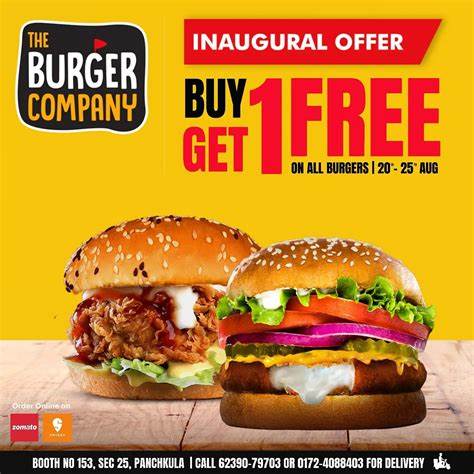 THE
BURGER
COMPANY
INAUGURAL OFFER
BUY 1 FREE
GET
ON ALL BURGERS | 20TH - 25TH AUG
Order Online on
zomato
SWIGGY
BOOTH NO 153, SEC 25, PANCHKULA | CALL 62390-79703 OR 0172-4088403 FOR DELIVERY